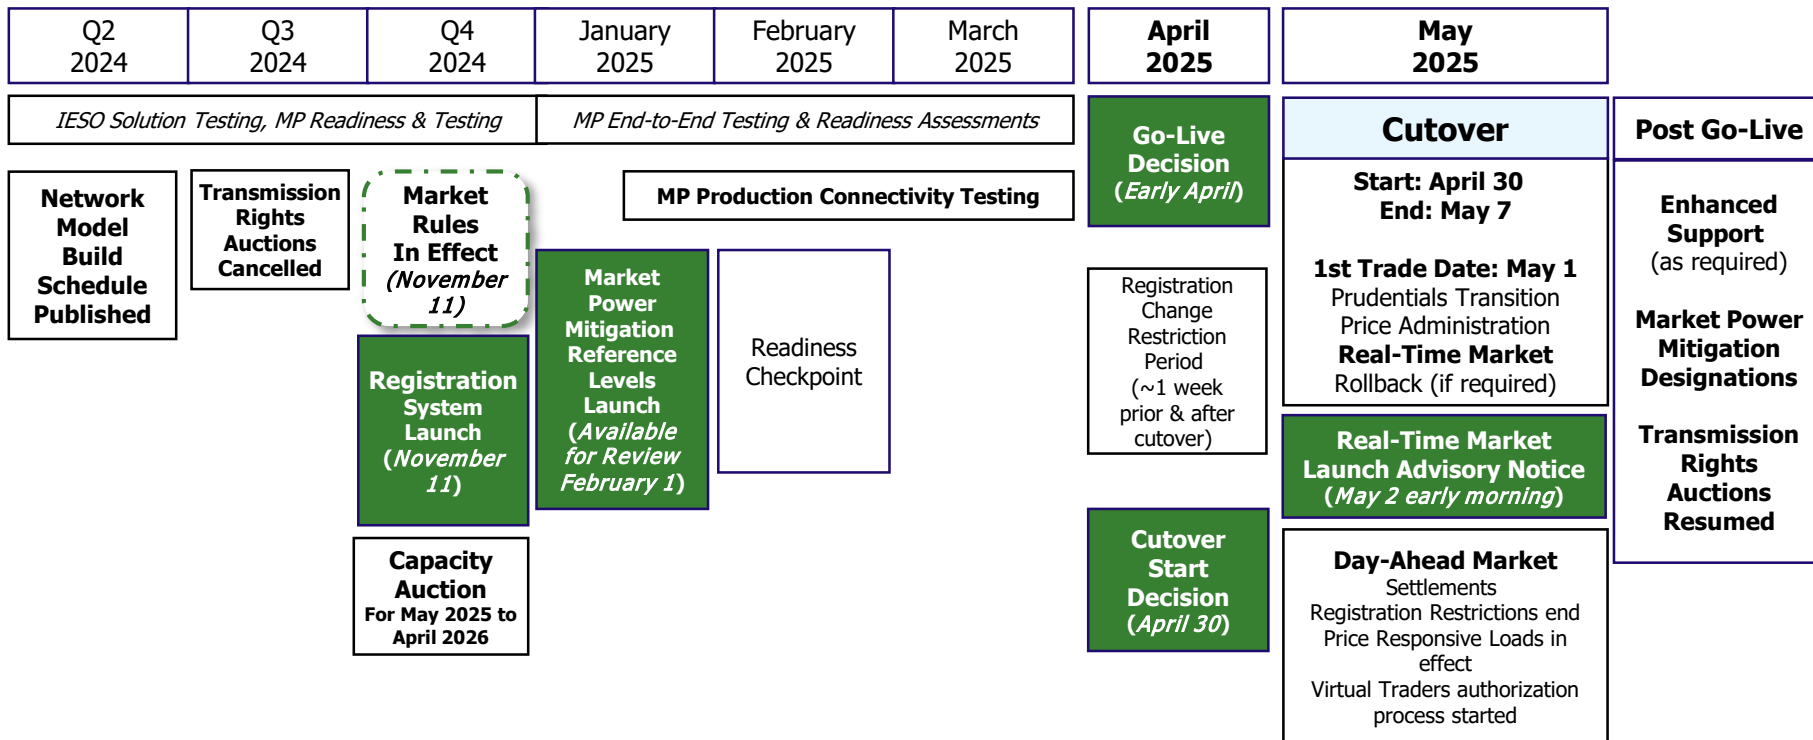 Q2
2024
Q3
2024
Q4
2024
January
2025
February
2025
March
2025
April
2025
May
2025
IESO Solution Testing, MP Readiness & Testing
MP End-to-End Testing & Readiness Assessments
Network
Model
Build
Schedule
Published
Transmission
Rights
Auctions
Cancelled
Market
Rules
In Effect
(November
11)
Registration
System
Launch
(November
11)
Capacity
Auction
For May 2025 to
April 2026
MP Production Connectivity Testing
Market
Power
Mitigation
Reference
Levels
Launch
(Available
for Review
February 1)
Readiness
Checkpoint
Go-Live
Decision
(Early April)
Registration
Change
Restriction
Period
(~1 week
prior & after
cutover)
Cutover
Start
Decision
(April 30)
Cutover
Start: April 30
End: May 7
1st Trade Date: May 1
Prudentials Transition
Price Administration
Real-Time Market
Rollback (if required)
Real-Time Market
Launch Advisory Notice
(May 2 early morning)
Day-Ahead Market
Settlements
Registration Restrictions end
Price Responsive Loads in
effect
Virtual Traders authorization
process started
Post Go-Live
Enhanced
Support
(as required)
Market Power
Mitigation
Designations
Transmission
Rights
Auctions
Resumed